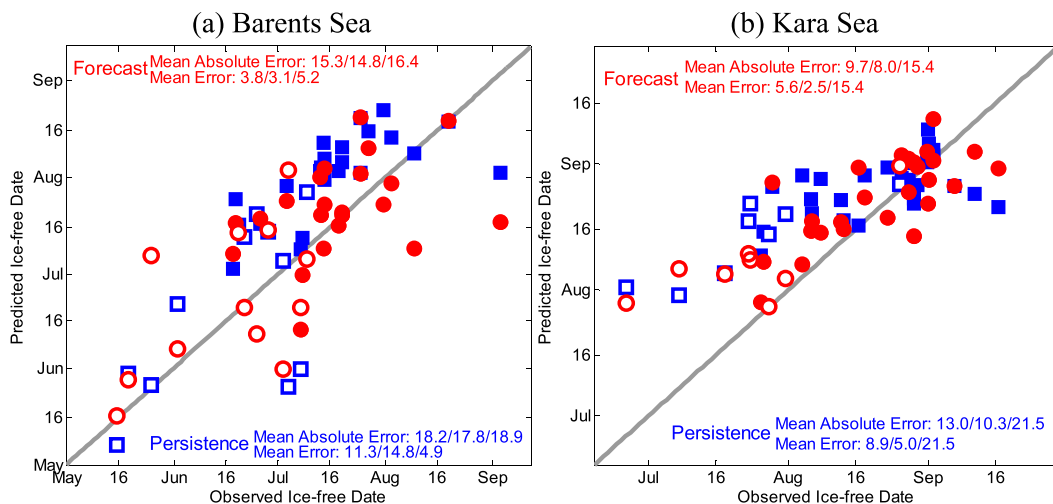 (a) Barents Sea
Forecast Mean Absolute Error: 15.3/14.8/16.4
Mean Error: 3.8/3.1/5.2
Sep
16
Aug
16
Jul
16
Jun
16
May
Predicted Ice-free Date
Persistence Mean Absolute Error: 18.2/17.8/18.9
Mean Error: 11.3/14.8/4.9
May 16 Jun 16 Jul 16 Aug 16 Sep
Observed Ice-free Date
(b) Kara Sea
Forecast Mean Absolute Error: 9.7/8.0/15.4
Mean Error: 5.6/2.5/15.4
16
Sep
16
Aug
16
Jul
Predicted Ice-free Date
Persistence Mean Absolute Error: 13.0/10.3/21.5
Mean Error: 8.9/5.0/21.5
Jul 16 Aug 16 Sep 16
Observed Ice-free Date